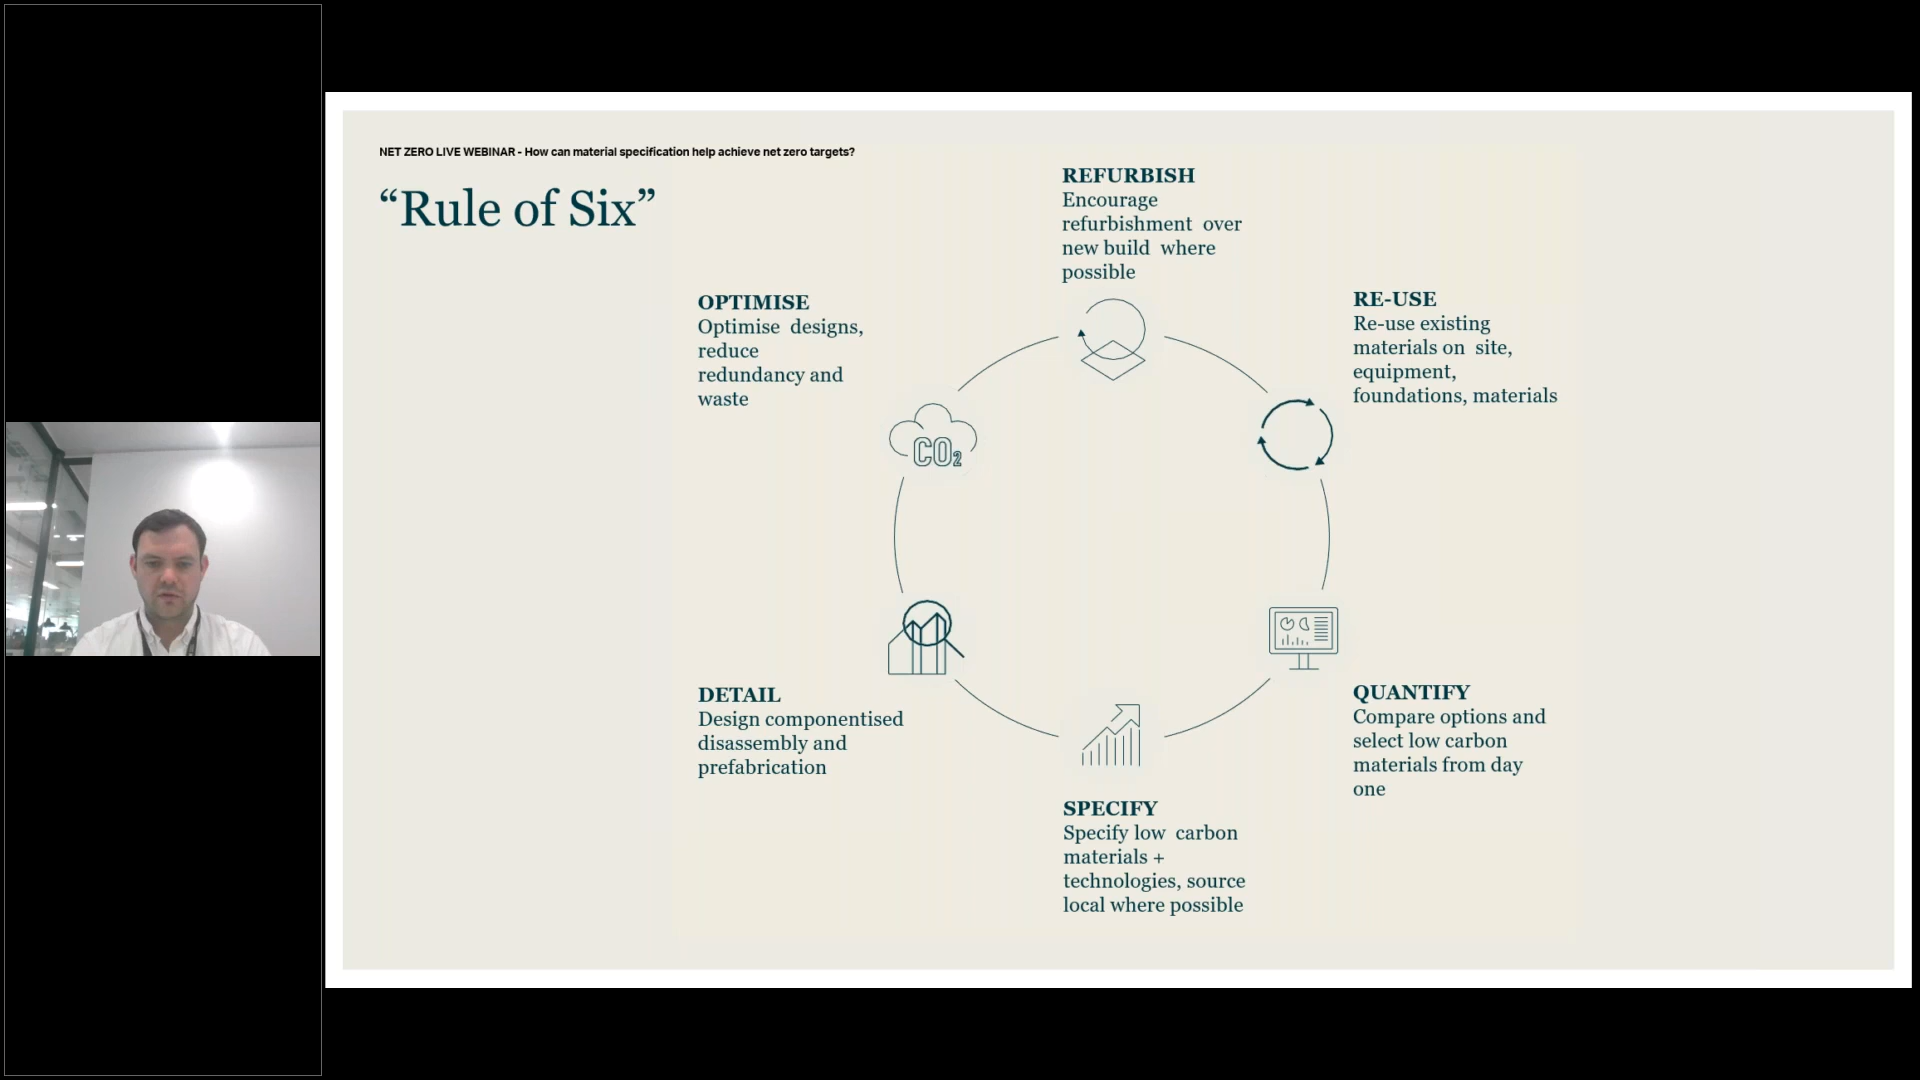 NET ZERO LIVE WEBINAR - How can material specification help achieve net zero targets?
“Rule of Six”
REFURBISH
Encourage
refurbishment over
new build where
possible
RE-USE
Re-use existing
materials on site,
equipment,
foundations, materials
QUANTIFY
Compare options and
select low carbon
materials from day
one
SPECIFY
Specify low carbon
materials +
technologies, source
local where possible
DETAIL
Design componentised
disassembly and
prefabrication
OPTIMISE
Optimise designs,
reduce
redundancy and
waste
CO₂